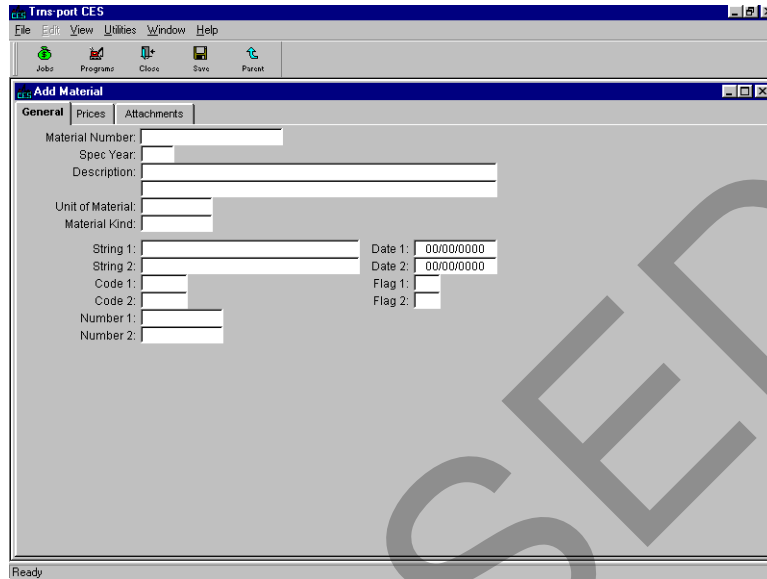 Trns·port CES
File Edit View Utilities Window Help
Jobs Programs Close Save Parent
Add Material
General Prices Attachments
Material Number:
Spec Year:
Description:
Unit of Material:
Material Kind:
String 1: Date 1: 00/00/0000
String 2: Date 2: 00/00/0000
Code 1: Flag 1:
Code 2: Flag 2:
Number 1:
Number 2:
Ready
SED